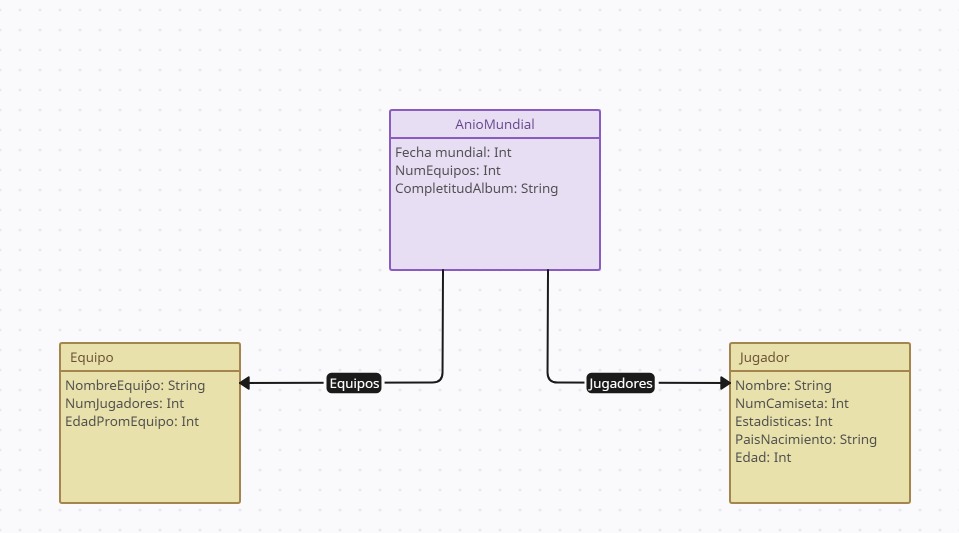 AnioMundial
Fecha mundial: Int
NumEquipos: Int
CompletitudAlbum: String
Equipo
NombreEquipo: String
NumJugadores: Int
EdadPromEquipo: Int
Equipos
Jugadores
Jugador
Nombre: String
NumCamiseta: Int
Estadisticas: Int
PaisNacimiento: String
Edad: Int